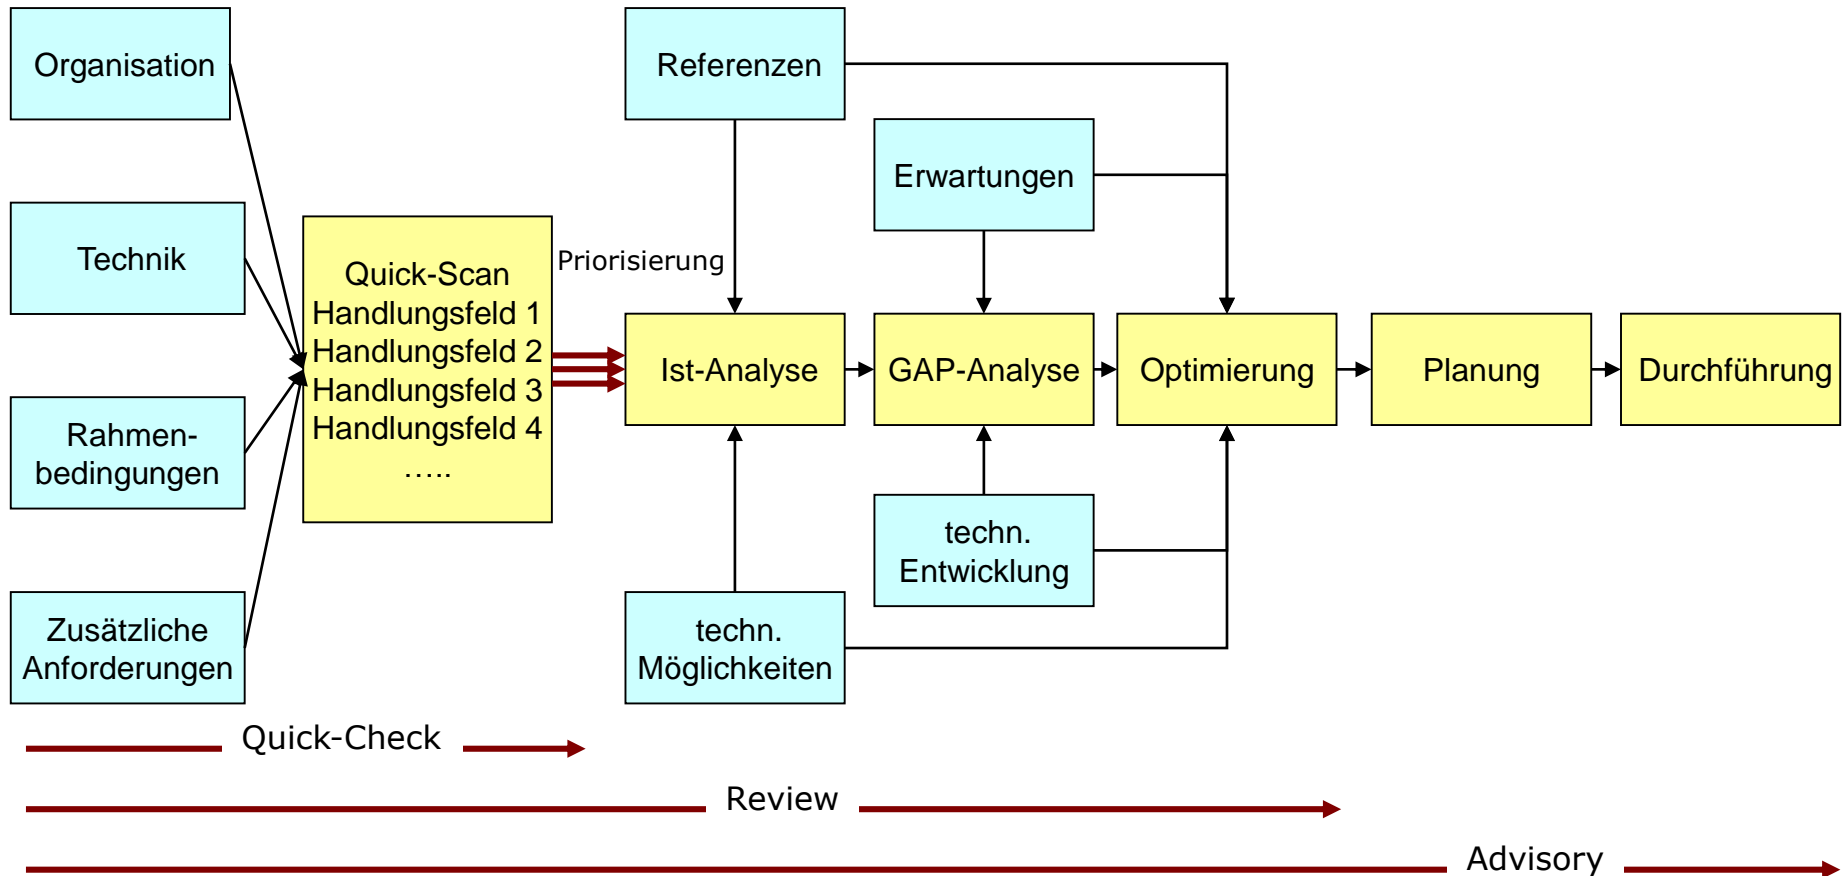 Organisation
Technik
Rahmen-
bedingungen
Zusätzliche
Anforderungen
Quick-Scan
Handlungsfeld 1
Handlungsfeld 2
Handlungsfeld 3
Handlungsfeld 4
…..
Priorisierung
Referenzen
Erwartungen
Ist-Analyse
GAP-Analyse
Optimierung
Planung
Durchführung
techn.
Entwicklung
techn.
Möglichkeiten
Quick-Check
Review
Advisory